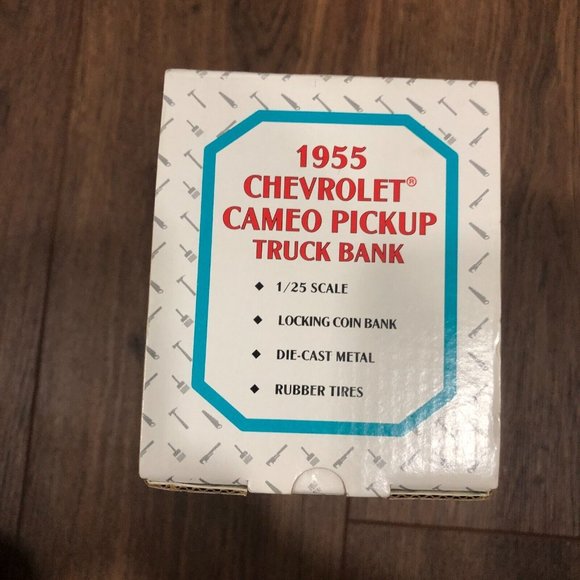 1955
CHEVROLET®
CAMEO PICKUP
TRUCK BANK
◆ 1/25 SCALE
◆ LOCKING COIN BANK
◆ DIE-CAST METAL
◆ RUBBER TIRES